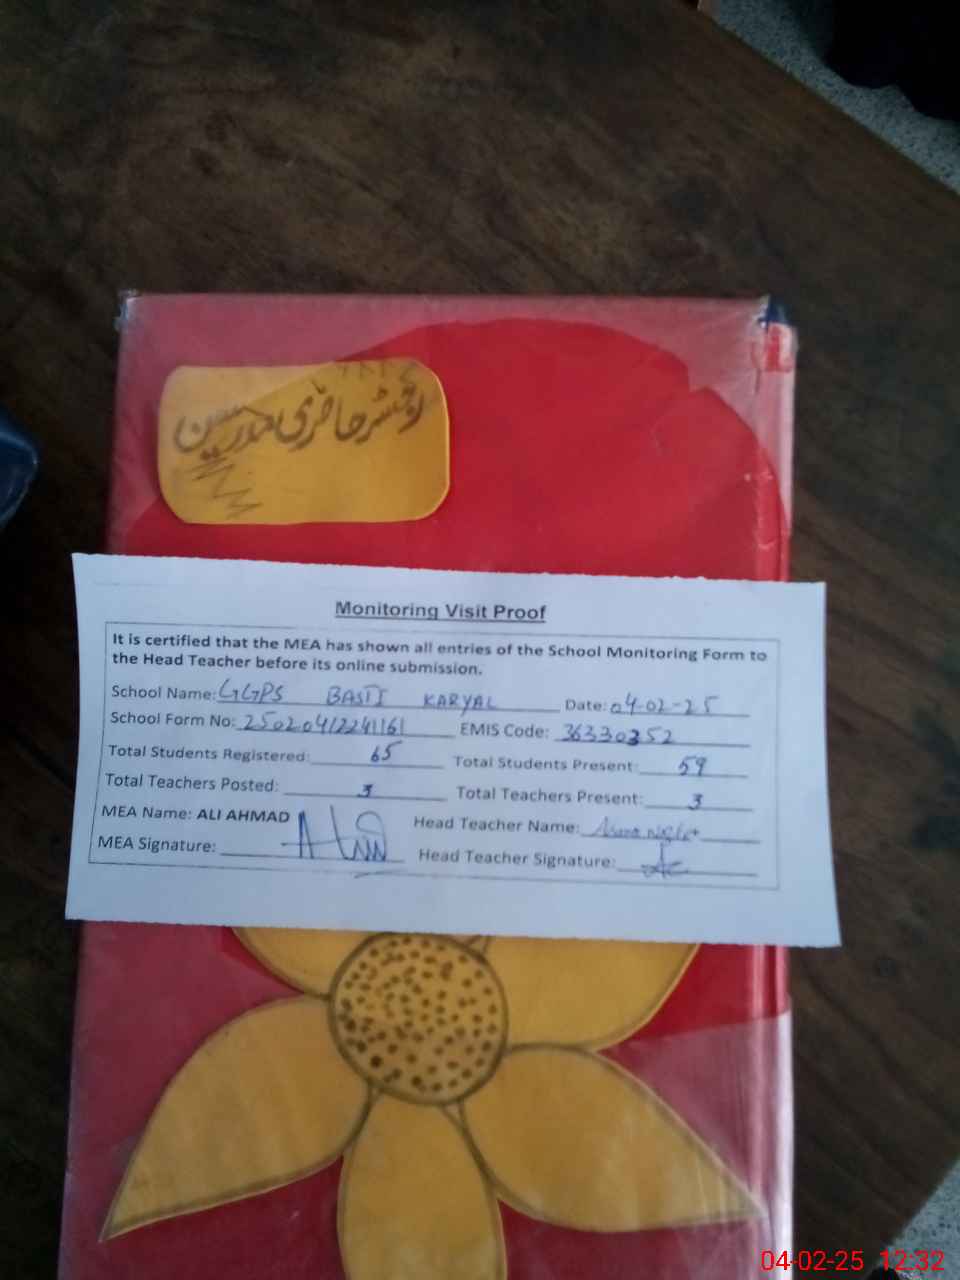 رجسٹر حاضری مدرسین
Monitoring Visit Proof
It is certified that the MEA has shown all entries of the School Monitoring Form to
the Head Teacher before its online submission.
School Name: GGPS BASTI KARYAL Date: 04-02-25
School Form No: 2502041224161 EMIS Code: 36330352
Total Students Registered: 65 Total Students Present: 59
Total Teachers Posted: 3 Total Teachers Present: 3
MEA Name: ALI AHMAD Head Teacher Name:
MEA Signature: Head Teacher Signature:
04-02-25 12:32